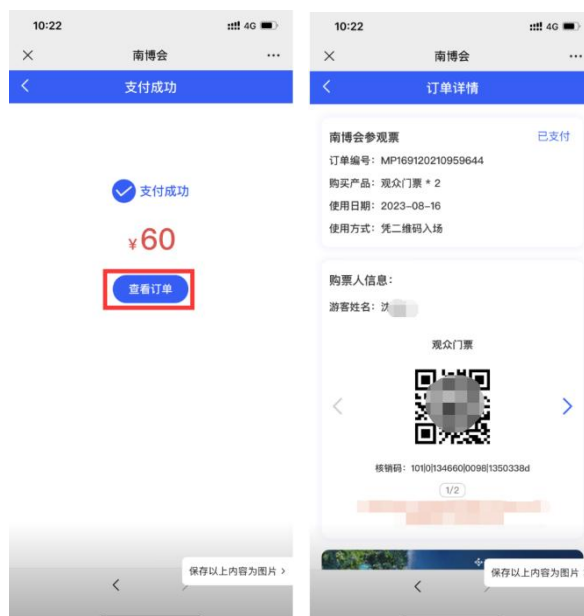 10:22
4G
南博会
支付成功
支付成功
¥60
查看订单
保存以上内容为图片
10:22
4G
南博会
订单详情
南博会参观票 已支付
订单编号：MP169120210959644
购买产品：观众门票 * 2
使用日期：2023-08-16
使用方式：凭二维码入场
购票人信息：
游客姓名：沈
观众门票
核销码：101|0|134660|0098|1350338d
1/2
保存以上内容为图片